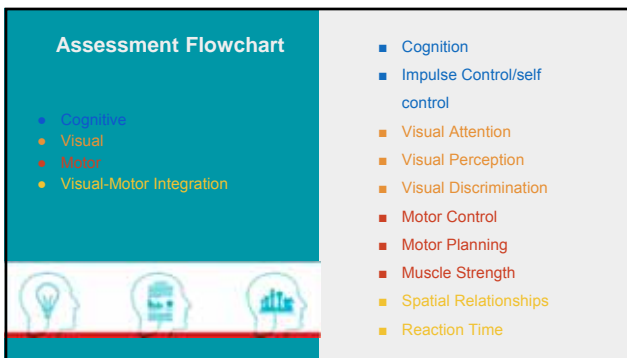 Assessment Flowchart
Cognitive
Visual
Motor
Visual-Motor Integration
Cognition
Impulse Control/self
control
Visual Attention
Visual Perception
Visual Discrimination
Motor Control
Motor Planning
Muscle Strength
Spatial Relationships
Reaction Time